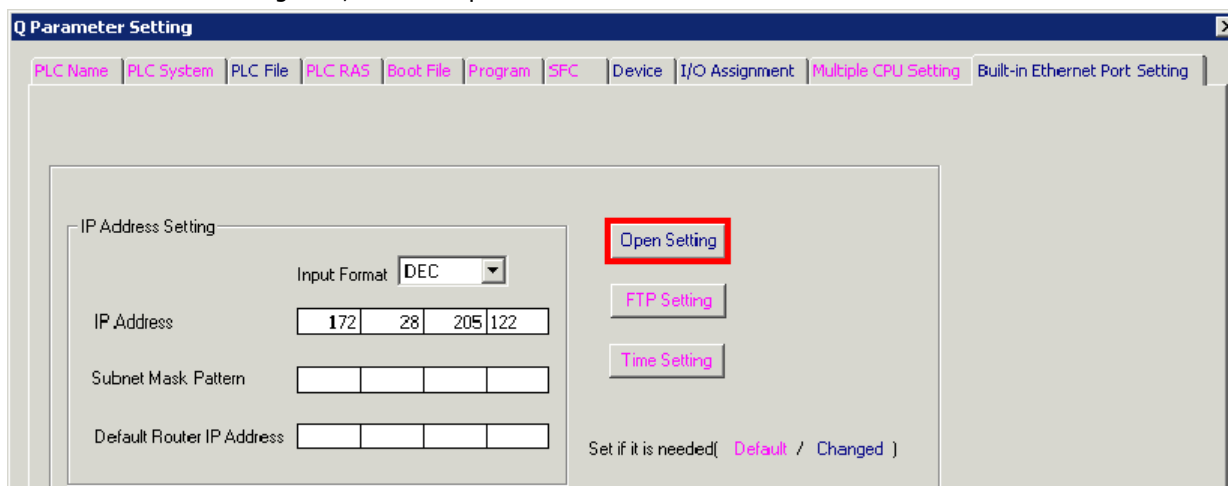 Q Parameter Setting
PLC Name PLC System PLC File PLC RAS Boot File Program SFC Device I/O Assignment Multiple CPU Setting Built-in Ethernet Port Setting
IP Address Setting
Open Setting
Input Format DEC
FTP Setting
IP Address 172 28 205 122
Time Setting
Subnet Mask Pattern
Default Router IP Address
Set if it is needed( Default / Changed )